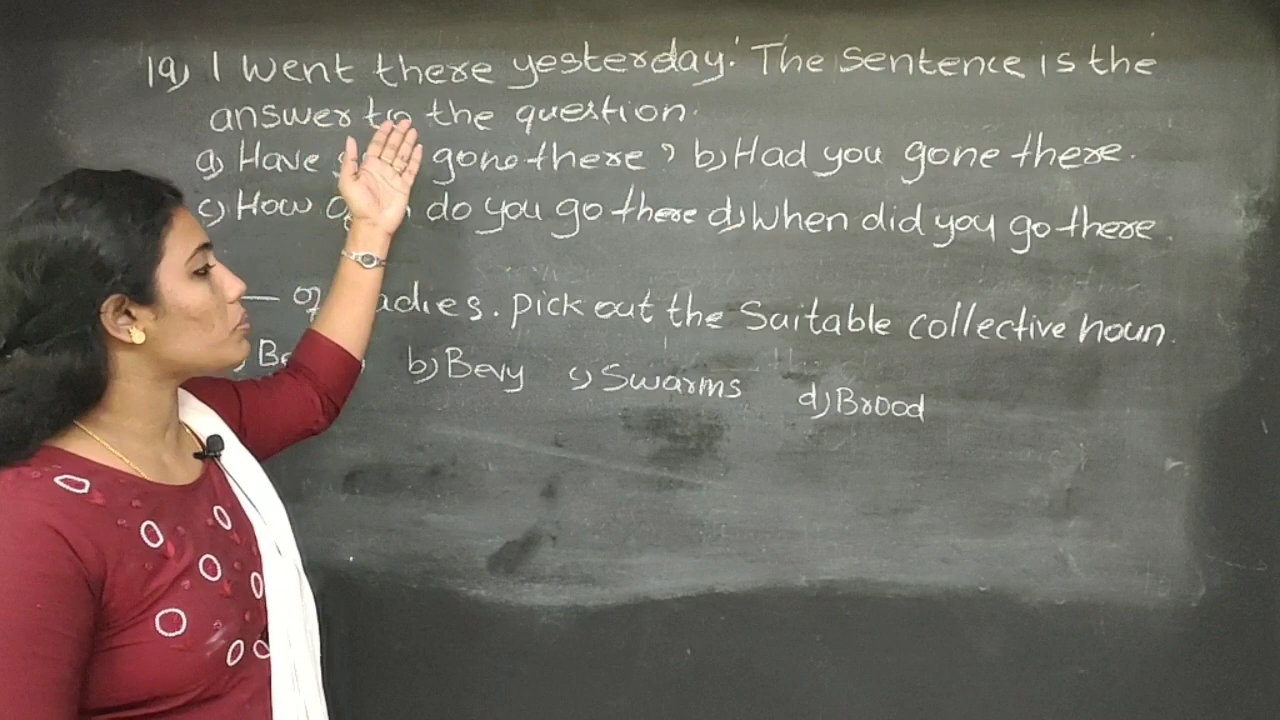 19) I went there yesterday.' The sentence is the
answer to the question.
a) Have gone there ? b) Had you gone there.
c) How do you go there d) When did you go there.
— of ladies. pick out the suitable collective noun.
b) Bevy c) Swarms d) Brood